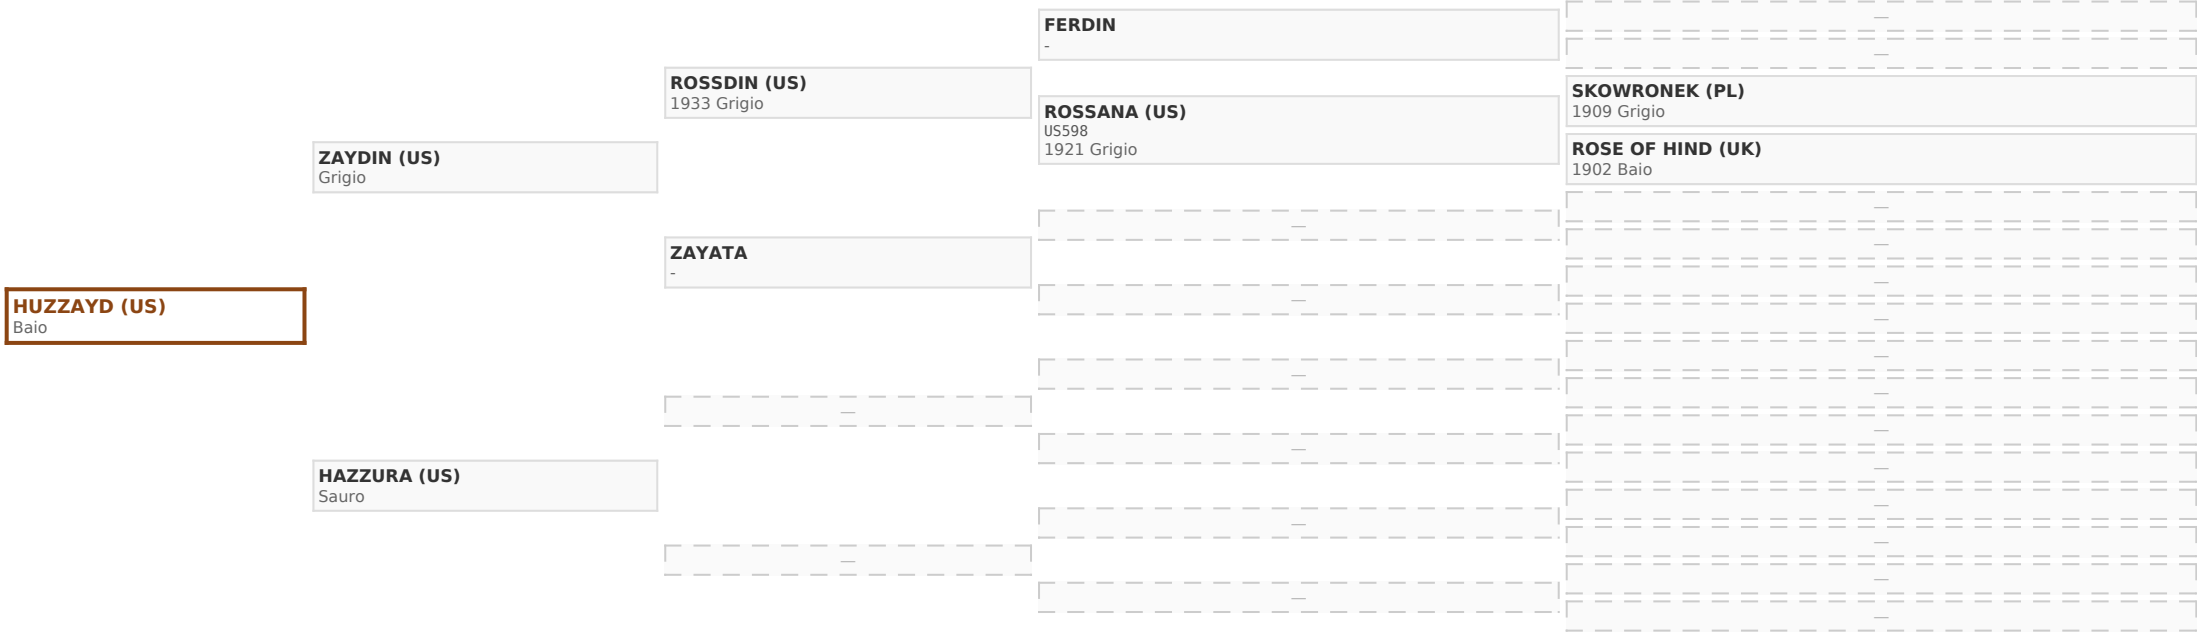 HUZZAYD (US)
Baio
ZAYDIN (US)
Grigio
HAZZURA (US)
Sauro
ROSSDIN (US)
1933 Grigio
ZAYATA
-
—
—
FERDIN
-
ROSSANA (US)
US598
1921 Grigio
—
—
—
—
—
—
—
—
SKOWRONEK (PL)
1909 Grigio
ROSE OF HIND (UK)
1902 Baio
—
—
—
—
—
—
—
—
—
—
—
—